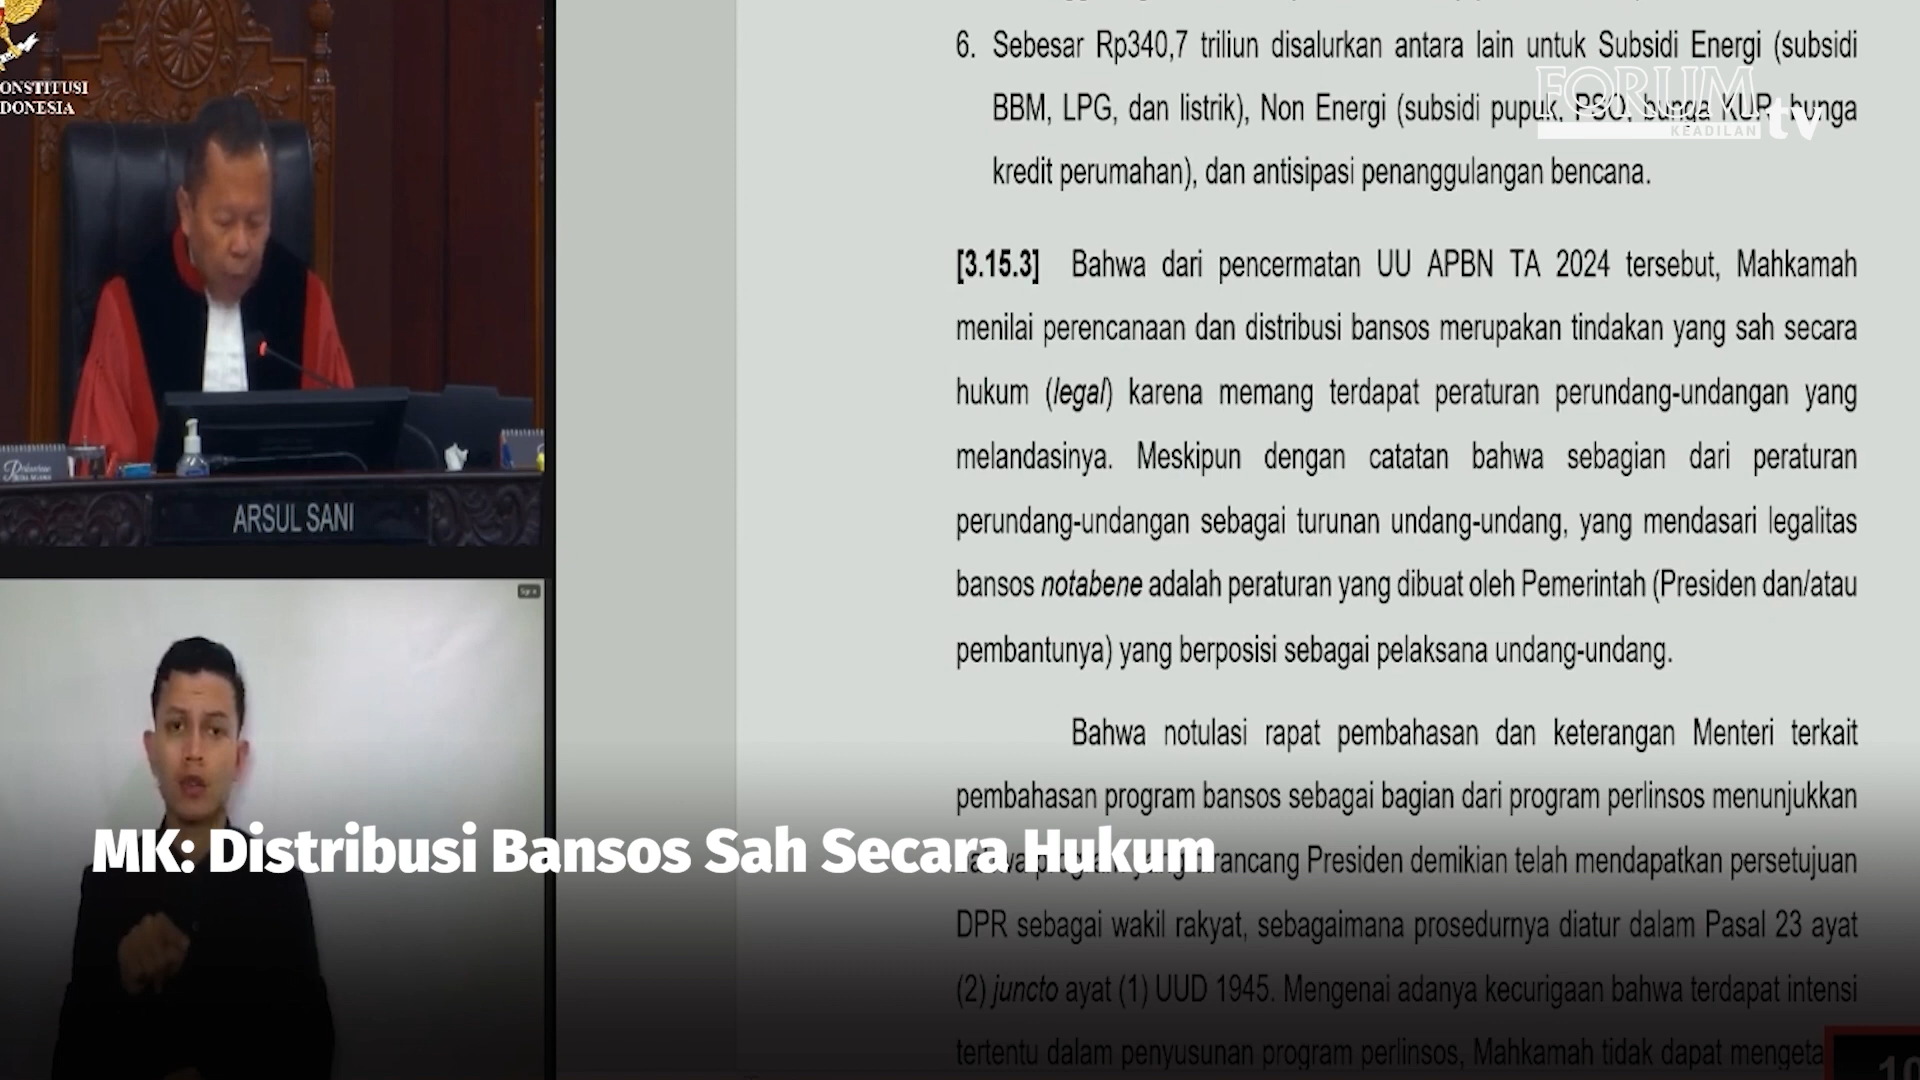 ONSTITUSI
DONESIA
ARSUL SANI
6. Sebesar Rp340,7 triliun disalurkan antara lain untuk Subsidi Energi (subsidi
BBM, LPG, dan listrik), Non Energi (subsidi pupuk, PSO, bunga KUR, bunga
kredit perumahan), dan antisipasi penanggulangan bencana.
FORUM
KEADILAN tv
[3.15.3] Bahwa dari pencermatan UU APBN TA 2024 tersebut, Mahkamah
menilai perencanaan dan distribusi bansos merupakan tindakan yang sah secara
hukum (legal) karena memang terdapat peraturan perundang-undangan yang
melandasinya. Meskipun dengan catatan bahwa sebagian dari peraturan
perundang-undangan sebagai turunan undang-undang, yang mendasari legalitas
bansos notabene adalah peraturan yang dibuat oleh Pemerintah (Presiden dan/atau
pembantunya) yang berposisi sebagai pelaksana undang-undang.
Bahwa notulasi rapat pembahasan dan keterangan Menteri terkait
pembahasan program bansos sebagai bagian dari program perlinsos menunjukkan
MK: Distribusi Bansos Sah Secara Hukum
Presiden demikian telah mendapatkan persetujuan
DPR sebagai wakil rakyat, sebagaimana prosedurnya diatur dalam Pasal 23 ayat
(2) juncto ayat (1) UUD 1945. Mengenai adanya kecurigaan bahwa terdapat intensi
tertentu dalam penyusunan program perlinsos, Mahkamah tidak dapat mengeta
10